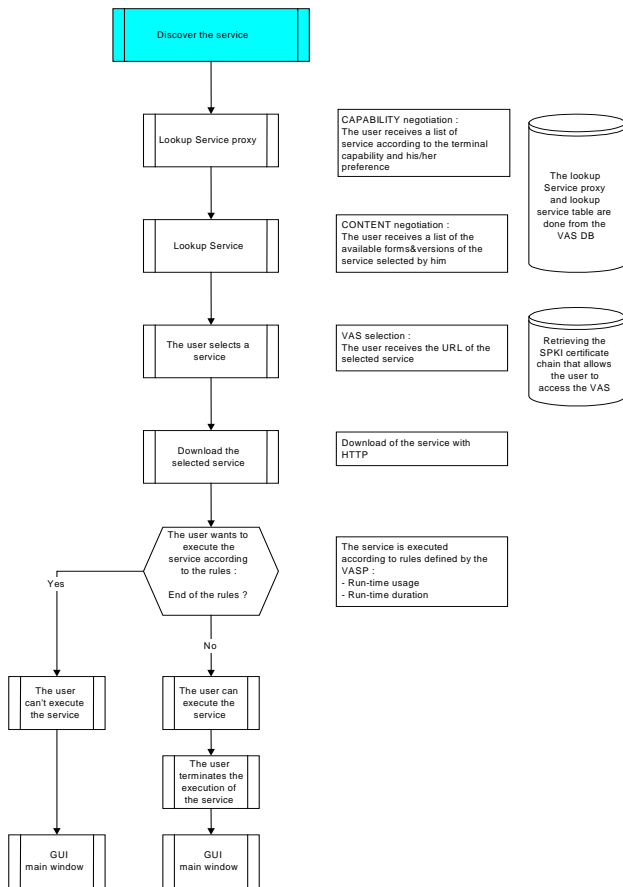 Discover the service
Lookup Service proxy
CAPABILITY negotiation :
The user receives a list of
service according to the terminal
capability and his/her
preference
The lookup
Service proxy
and lookup
service table are
done from the
VAS DB
Lookup Service
CONTENT negotiation :
The user receives a list of the
available forms&versions of the
service selected by him
The user selects a
service
VAS selection :
The user receives the URL of the
selected service
Retrieving the
SPKI certificate
chain that allows
the user to
access the VAS
Download the
selected service
Download of the service with
HTTP
The user wants to
execute the
service according
to the rules :
End of the rules ?
The service is executed
according to rules defined by the
VASP :
- Run-time usage
- Run-time duration
Yes
No
The user
can't execute
the service
The user can
execute the
service
The user
terminates the
execution of
the service
GUI
main window
GUI
main window